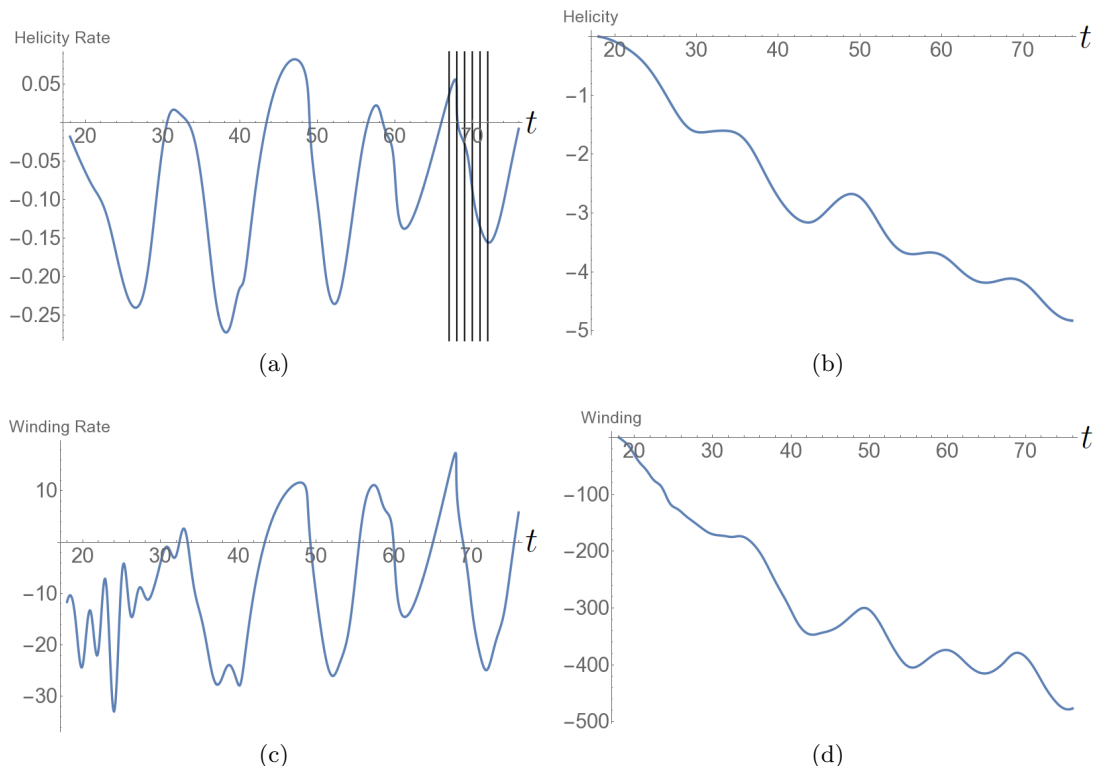 Helicity Rate
0.05
t
20 30 40 50 60 70
−0.05
−0.10
−0.15
−0.20
−0.25
(a)
Helicity
t
20 30 40 50 60 70
−1
−2
−3
−4
−5
(b)
Winding Rate
10
t
20 30 40 50 60 70
−10
−20
−30
(c)
Winding
t
20 30 40 50 60 70
−100
−200
−300
−400
−500
(d)